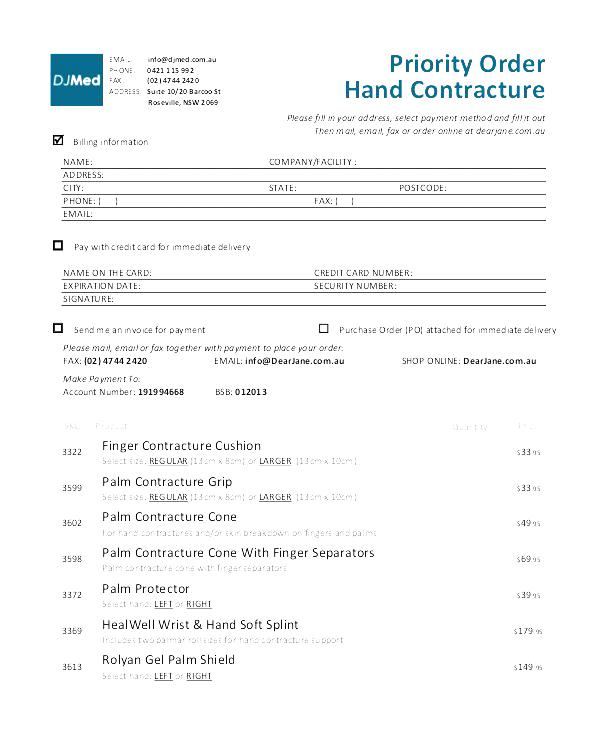 DJMed
EMAIL: info@djmed.com.au
PHONE: 0421 115 992
FAX: (02) 4744 2420
ADDRESS: Suite 10/20 Barcoo St
Roseville, NSW 2069
Priority Order
Hand Contracture
Please fill in your address, select payment method and fill it out
Then mail, email, fax or order online at dearjane.com.au
Billing information
NAME: COMPANY/FACILITY:
ADDRESS:
CITY: STATE: POSTCODE:
PHONE: ( ) FAX: ( )
EMAIL:
Pay with credit card for immediate delivery
NAME ON THE CARD: CREDIT CARD NUMBER:
EXPIRATION DATE: SECURITY NUMBER:
SIGNATURE:
Send me an invoice for payment Purchase Order (PO) attached for immediate delivery
Please mail, email or fax together with payment to place your order:
FAX: (02) 4744 2420 EMAIL: info@DearJane.com.au SHOP ONLINE: DearJane.com.au
Make Payment To:
Account Number: 191994668 BSB: 012013
Product Quantity
3322 Finger Contracture Cushion $33.95
Select size: REGULAR (13cm x 8cm) or LARGER (13cm x 10cm)
3599 Palm Contracture Grip $33.95
Select size: REGULAR (13cm x 8cm) or LARGER (13cm x 10cm)
3602 Palm Contracture Cone $49.95
For hand contractures and/or skin breakdown on fingers and palms
3598 Palm Contracture Cone With Finger Separators $69.95
Palm contracture cone with finger separators
3372 Palm Protector $39.95
Select hand: LEFT or RIGHT
3369 HealWell Wrist & Hand Soft Splint $179.95
Includes two palmar roll sizes for hand contracture support
3613 Rolyan Gel Palm Shield $149.95
Select hand: LEFT or RIGHT